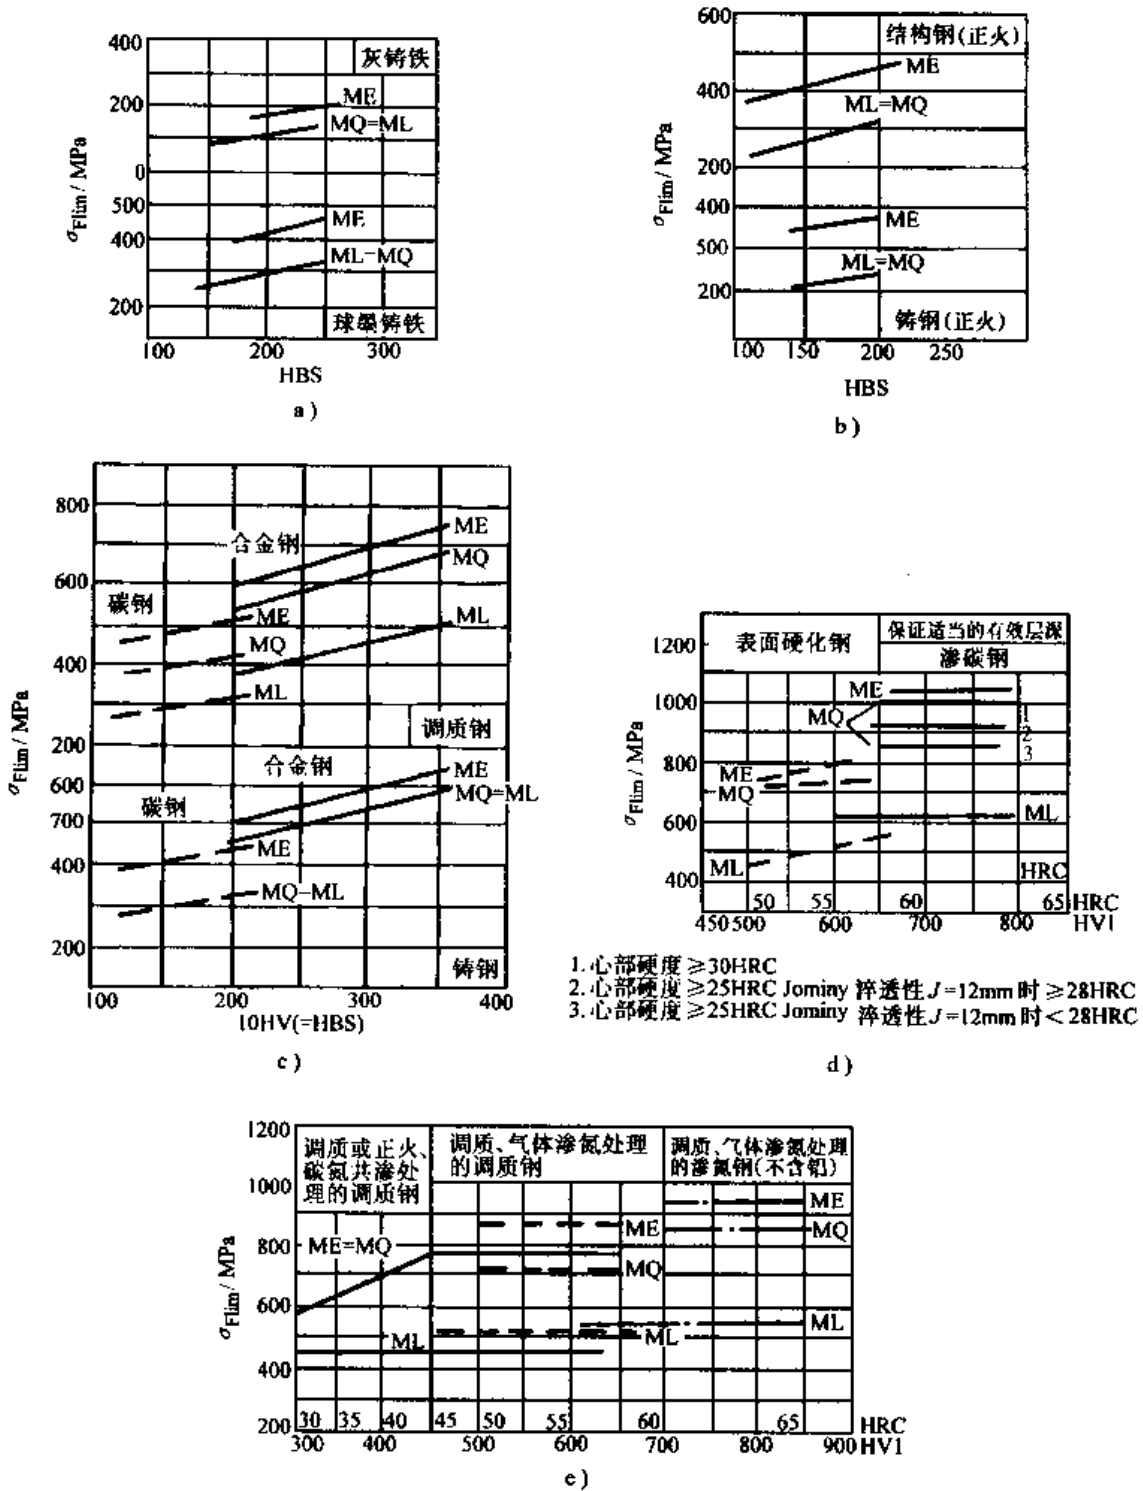 400
灰铸铁
ME
200
MQ=ML
0
σFlim / MPa
500
ME
400
ML=MQ
200
球墨铸铁
100 200 300
HBS
a)
600
结构钢(正火)
ME
400
ML=MQ
200
σFlim / MPa
400
ME
500
ML=MQ
200
铸钢(正火)
100 150 200 250
HBS
b)
800
合金钢
ME
MQ
600
碳钢
ME
ML
MQ
400
ML
调质钢
200
σFlim / MPa
合金钢
ME
600
MQ=ML
碳钢
700
ME
400
MQ=ML
200
铸钢
100 200 300 400
10HV(=HBS)
c)
1200
表面硬化钢
保证适当的有效层深
渗碳钢
ME
1000
MQ
1
2
3
800
ME
MQ
σFlim / MPa
600
ML
ML
HRC
400
50 55 60 65 HRC
450 500 600 700 800 HV1
1. 心部硬度≥30HRC
2. 心部硬度≥25HRC Jominy 淬透性J=12mm时≥28HRC
3. 心部硬度≥25HRC Jominy 淬透性J=12mm时<28HRC
d)
1200
调质或正火、
碳氮共渗处
理的调质钢
调质、气体渗氮处理
的调质钢
调质、气体渗氮处理
的渗氮钢(不含铝)
1000
ME
ME
MQ
ME=MQ
800
MQ
σFlim / MPa
600
ML
ML
ML
400
200
30 35 40 45 50 55 60 65 HRC
300 400 500 600 700 800 900 HV1
e)